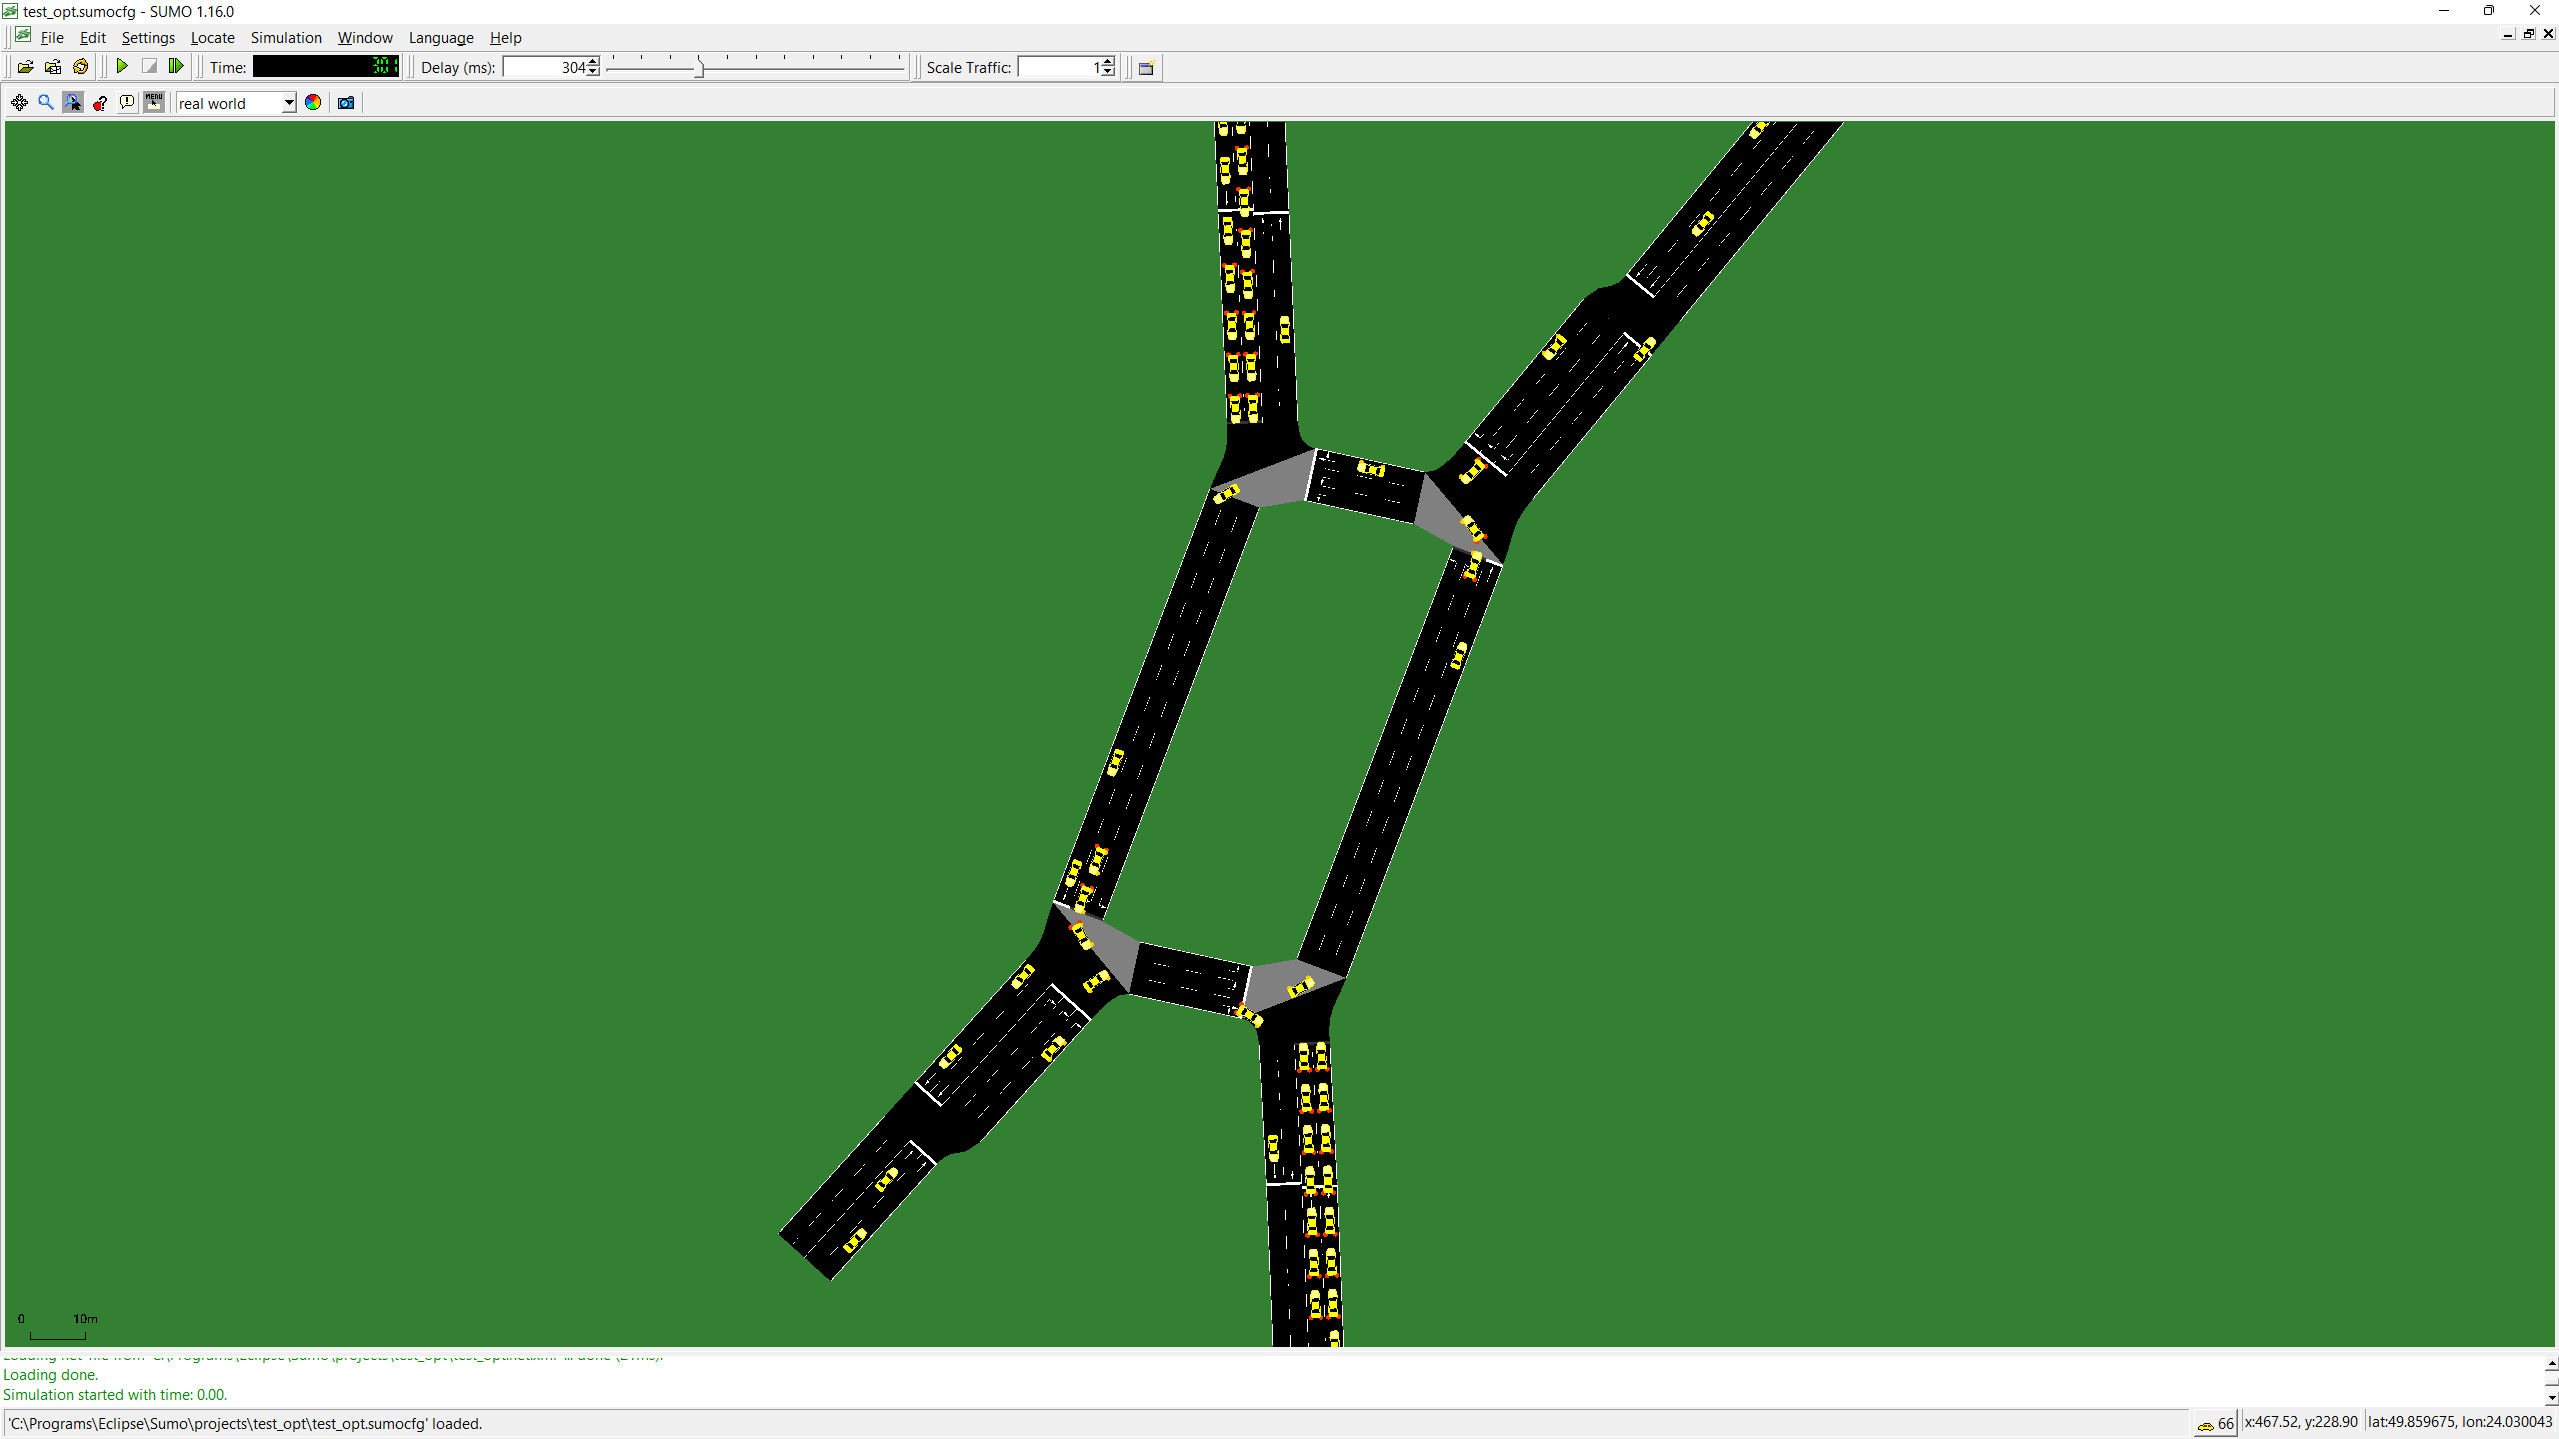 test_opt.sumocfg - SUMO 1.16.0
File Edit Settings Locate Simulation Window Language Help
Time: 301 Delay (ms): 304 Scale Traffic: 1
MENU real world
0 10m
Loading done.
Simulation started with time: 0.00.
'C:\Programs\Eclipse\Sumo\projects\test_opt\test_opt.sumocfg' loaded. 66 x:467.52, y:228.90 lat:49.859675, lon:24.030043